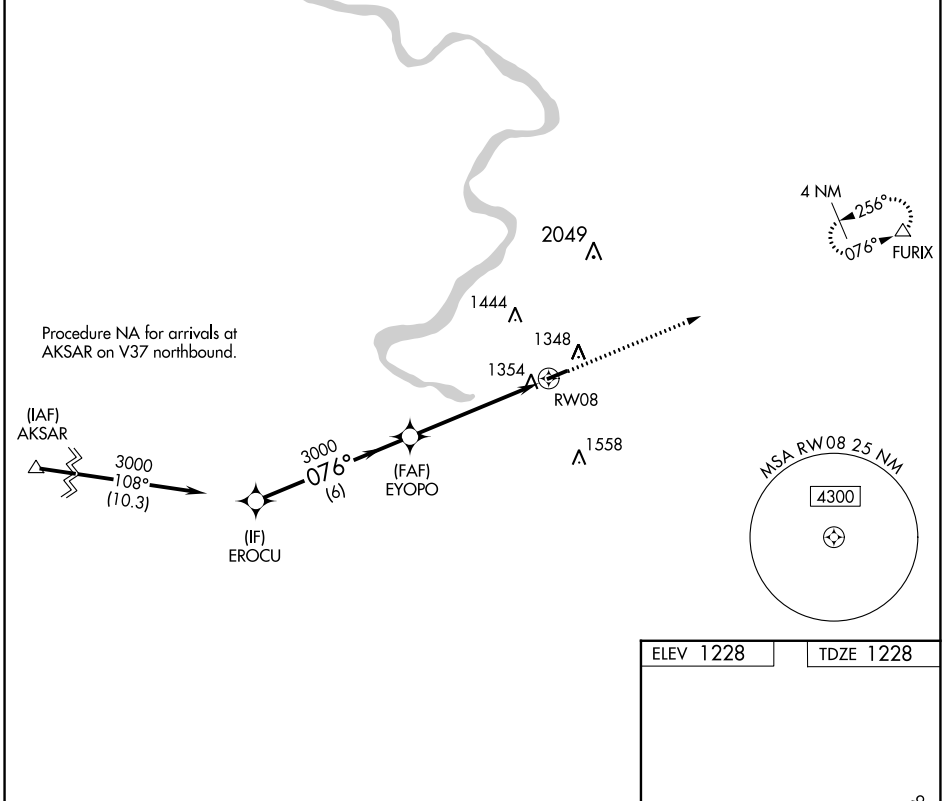 4 NM
256°
076°
FURIX
2049
1444
1348
1354
RW08
Procedure NA for arrivals at
AKSAR on V37 northbound.
(IAF)
AKSAR
3000
108°
(10.3)
3000
076°
(6)
(FAF)
EYOPO
1558
(IF)
EROCU
MSA RW08 25 NM
4300
ELEV 1228
TDZE 1228